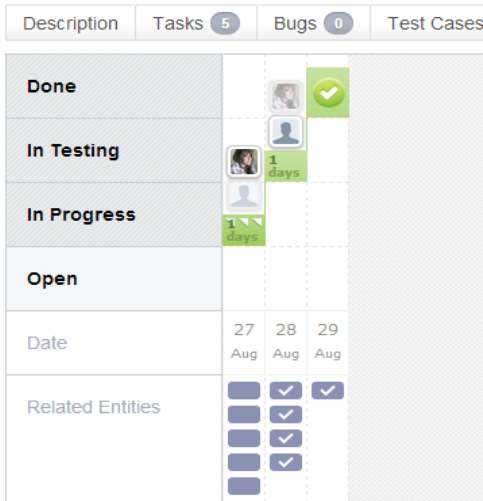 Description Tasks 5 Bugs 0 Test Cases
Done
In Testing
1
days
In Progress
1
days
Open
Date
27 28 29
Aug Aug Aug
Related Entities